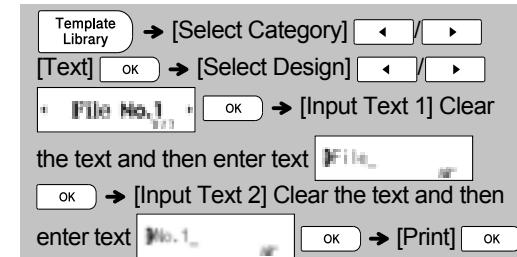 Template Library → [Select Category] ◂ / ▸
[Text] OK → [Select Design] ◂ / ▸
File No.1 OK → [Input Text 1] Clear
the text and then enter text File_
OK → [Input Text 2] Clear the text and then
enter text No.1_ OK → [Print] OK